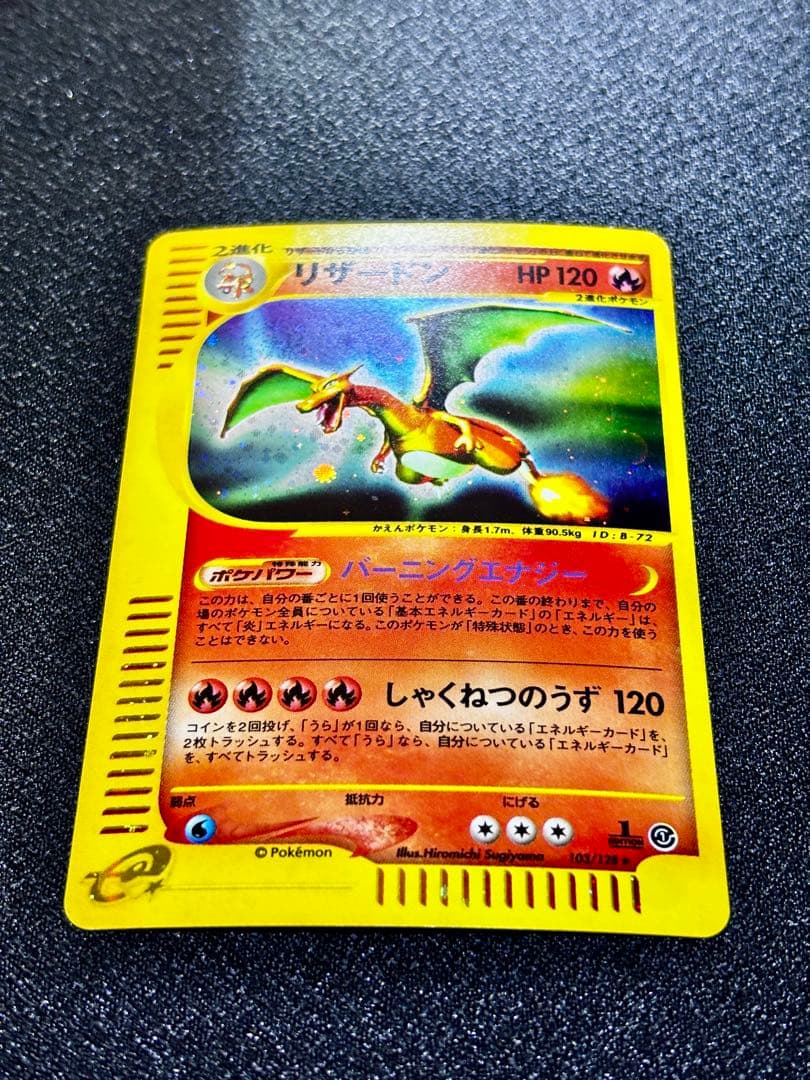 2進化
リザードン HP 120
2進化ポケモン
かえんポケモン:身長1.7m、体重90.5kg ID:B-72
特殊能力
ポケパワー バーニングエナジー
この力は、自分の番ごとに1回使うことができる。この番の終わりまで、自分の
場のポケモン全員についている「基本エネルギーカード」の「エネルギー」は、
すべて「炎」エネルギーになる。このポケモンが「特殊状態」のとき、この力を使う
ことはできない。
しゃくねつのうず 120
コインを2回投げ、「うら」が1回なら、自分についている「エネルギーカード」を、
2枚トラッシュする。すべて「うら」なら、自分についている「エネルギーカード」
を、すべてトラッシュする。
弱点 抵抗力 にげる
1
EDITION
© Pokémon Illus. Hiromichi Sugiyama 103/128 ★
e